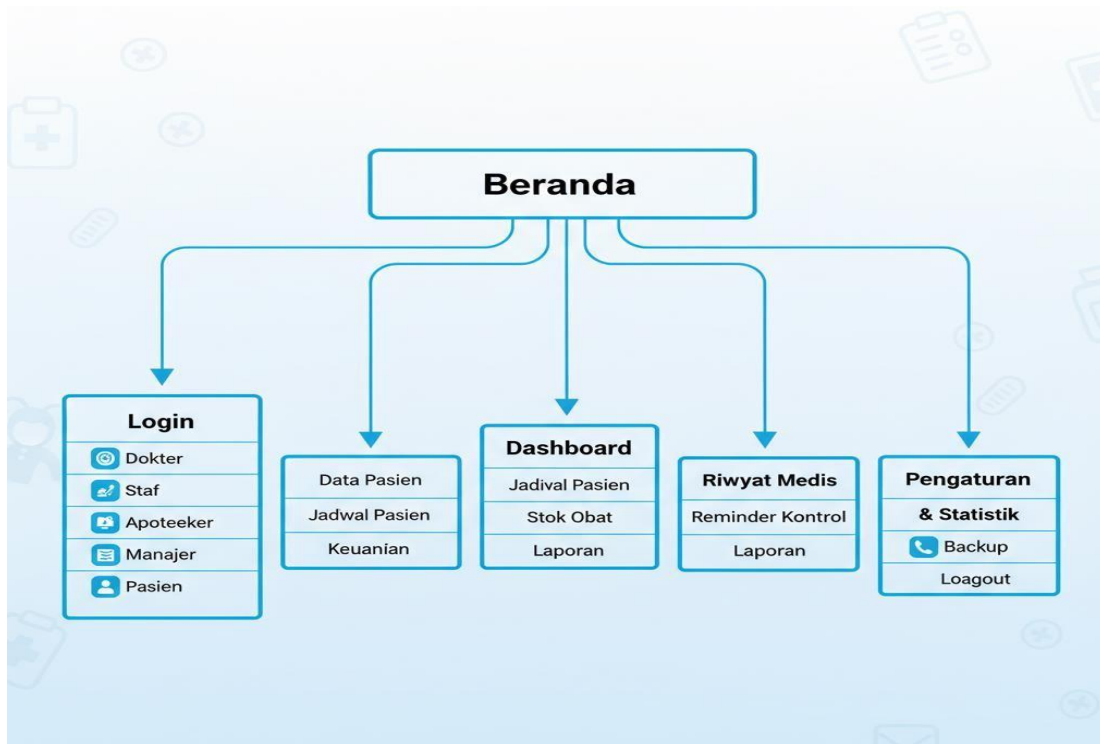 Beranda
Login
Dokter
Staf
Apoteeker
Manajer
Pasien
Data Pasien
Jadwal Pasien
Keuanian
Dashboard
Jadival Pasien
Stok Obat
Laporan
Riwyat Medis
Reminder Kontrol
Laporan
Pengaturan
& Statistik
Backup
Loagout